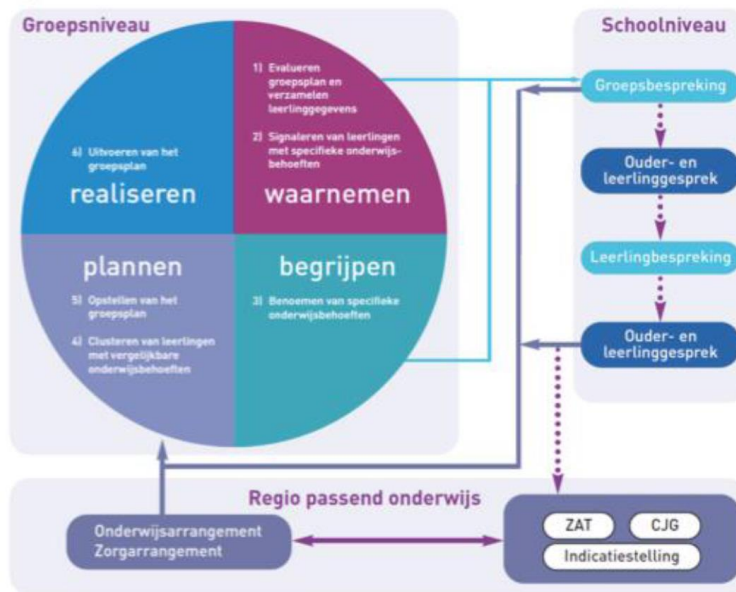 Groepsniveau
6) Uitvoeren van het
groepsplan
realiseren
1) Evalueren
groepsplan en
verzamelen
leerlinggegevens
2) Signaleren van leerlingen
met specifieke onderwijs-
behoeften
waarnemen
plannen
5) Opstellen van het
groepsplan
4) Clusteren van leerlingen
met vergelijkbare
onderwijsbehoeften
begrijpen
3) Benoemen van specifieke
onderwijsbehoeften
Schoolniveau
Groepsbespreking
Ouder- en
leerlinggesprek
Leerlingbespreking
Ouder- en
leerlinggesprek
Regio passend onderwijs
Onderwijsarrangement
Zorgarrangement
ZAT
CJG
Indicatiestelling